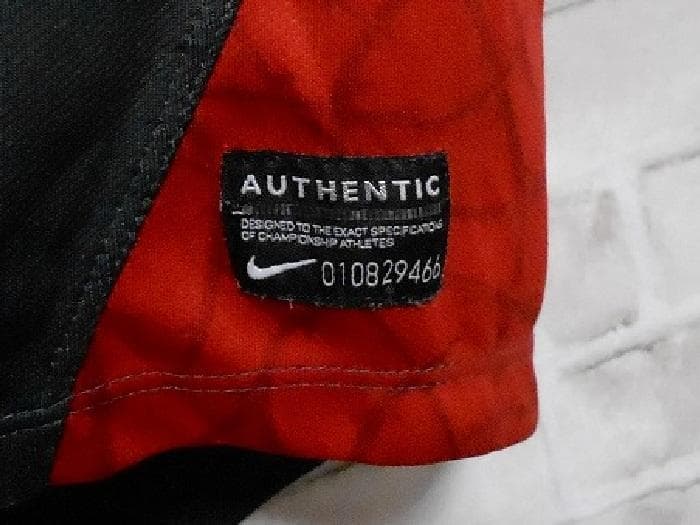 AUTHENTIC
DESIGNED TO THE EXACT SPECIFICATIONS
OF CHAMPIONSHIP ATHLETES
010829466